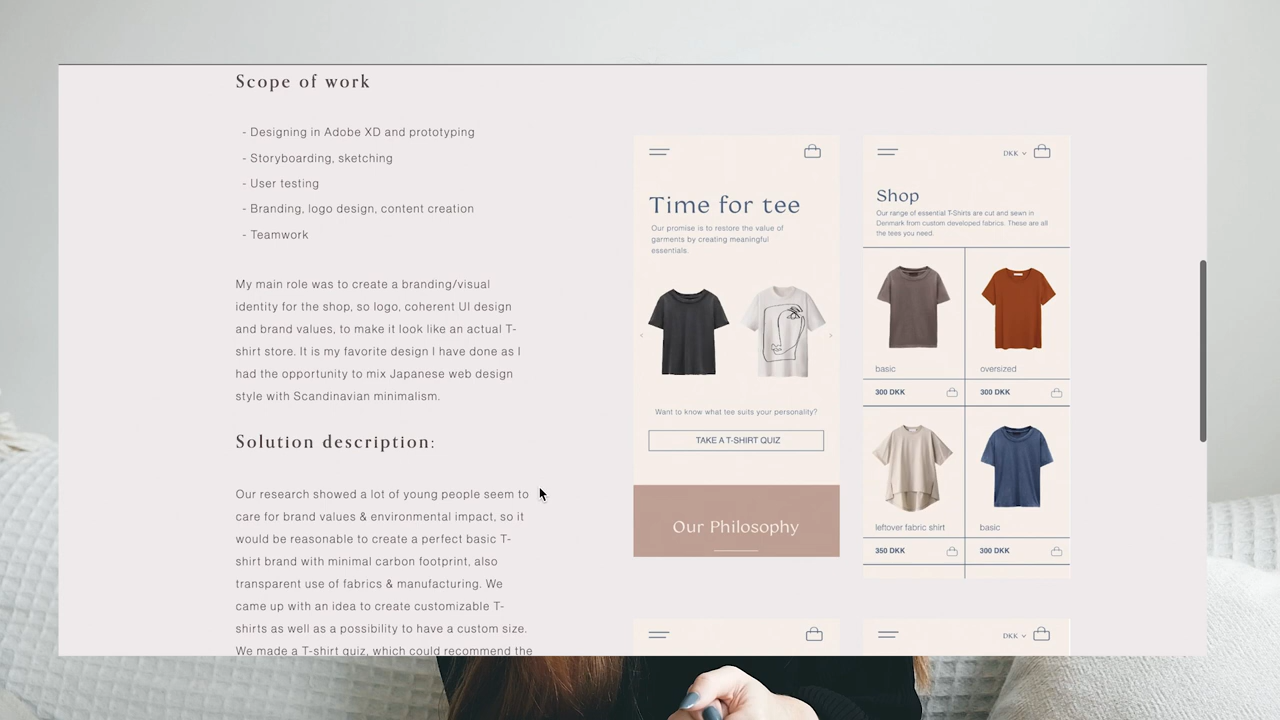 Scope of work
- Designing in Adobe XD and prototyping
- Storyboarding, sketching
- User testing
- Branding, logo design, content creation
Teamwork
My main role was to create a branding/visual
identity for the shop, so logo, coherent UI design
and brand values, to make it look like an actual T-
shirt store. It is my favorite design I have done as I
had the opportunity to mix Japanese web design
style with Scandinavian minimalism.
Solution description:
Our research showed a lot of young people seem to
care for brand values & environmental impact, so it
would be reasonable to create a perfect basic T-
shirt brand with minimal carbon footprint, also
transparent use of fabrics & manufacturing. We
came up with an idea to create customizable T-
shirts as well as a possibility to have a custom size.
We made a T-shirt quiz, which could recommend the
Time for tee
Our promise is to restore the value of
garments by creating meaningful
essentials.
Want to know what tee suits your personality?
TAKE A T-SHIRT QUIZ
Our Philosophy
DKK
Shop
Our range of essential T-Shirts are cut and sewn in
Denmark from custom developed fabrics. These are all
the tees you need.
basic
oversized
300 DKK
300 DKK
leftover fabric shirt
basic
350 DKK
300 DKK
DKK